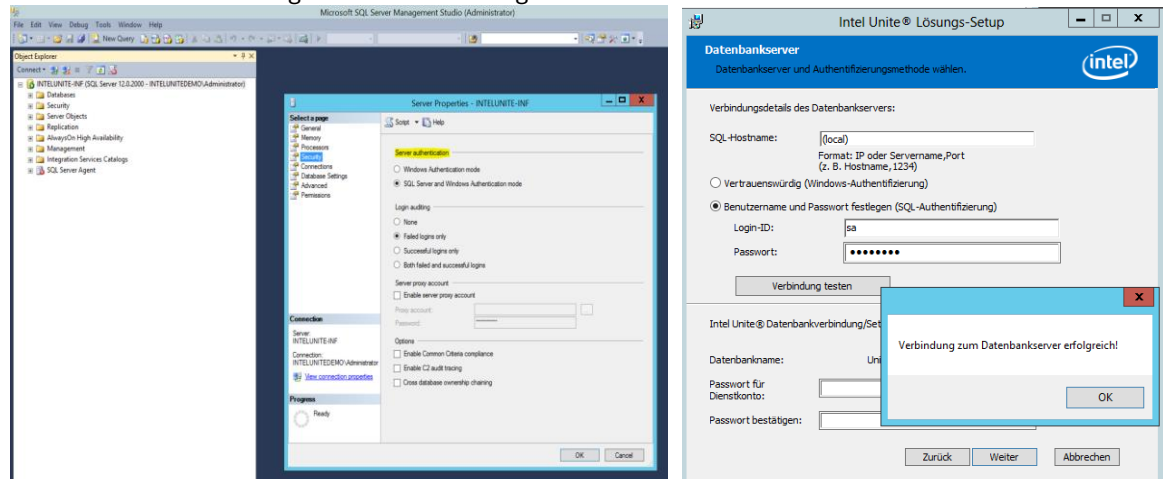 Microsoft SQL Server Management Studio (Administrator)
File Edit View Debug Tools Window Help
New Query
Object Explorer
Connect
INTELUNITE-INF (SQL Server 12.0.2000 - INTELUNITEDEMO\Administrator)
Databases
Security
Server Objects
Replication
AlwaysOn High Availability
Management
Integration Services Catalogs
SQL Server Agent
Server Properties - INTELUNITE-INF
Select a page
General
Memory
Processors
Security
Connections
Database Settings
Advanced
Permissions
Script Help
Server authentication
Windows Authentication mode
SQL Server and Windows Authentication mode
Login auditing
None
Failed logins only
Successful logins only
Both failed and successful logins
Server proxy account
Enable server proxy account
Proxy account:
Password:
Options
Enable Common Criteria compliance
Enable C2 audit tracing
Cross database ownership chaining
Connection
Server:
INTELUNITE-INF
Connection:
INTELUNITEDEMO\Administrator
View connection properties
Progress
Ready
OK Cancel
Intel Unite® Lösungs-Setup
Datenbankserver
Datenbankserver und Authentifizierungsmethode wählen.
intel
Verbindungsdetails des Datenbankservers:
SQL-Hostname: (local)
Format: IP oder Servername,Port
(z. B. Hostname,1234)
Vertrauenswürdig (Windows-Authentifizierung)
Benutzername und Passwort festlegen (SQL-Authentifizierung)
Login-ID: sa
Passwort: ••••••••
Verbindung testen
X
Intel Unite® Datenbankverbindung/Set
Verbindung zum Datenbankserver erfolgreich!
Datenbankname: Uni
OK
Passwort für
Dienstkonto:
Passwort bestätigen:
Zurück Weiter Abbrechen